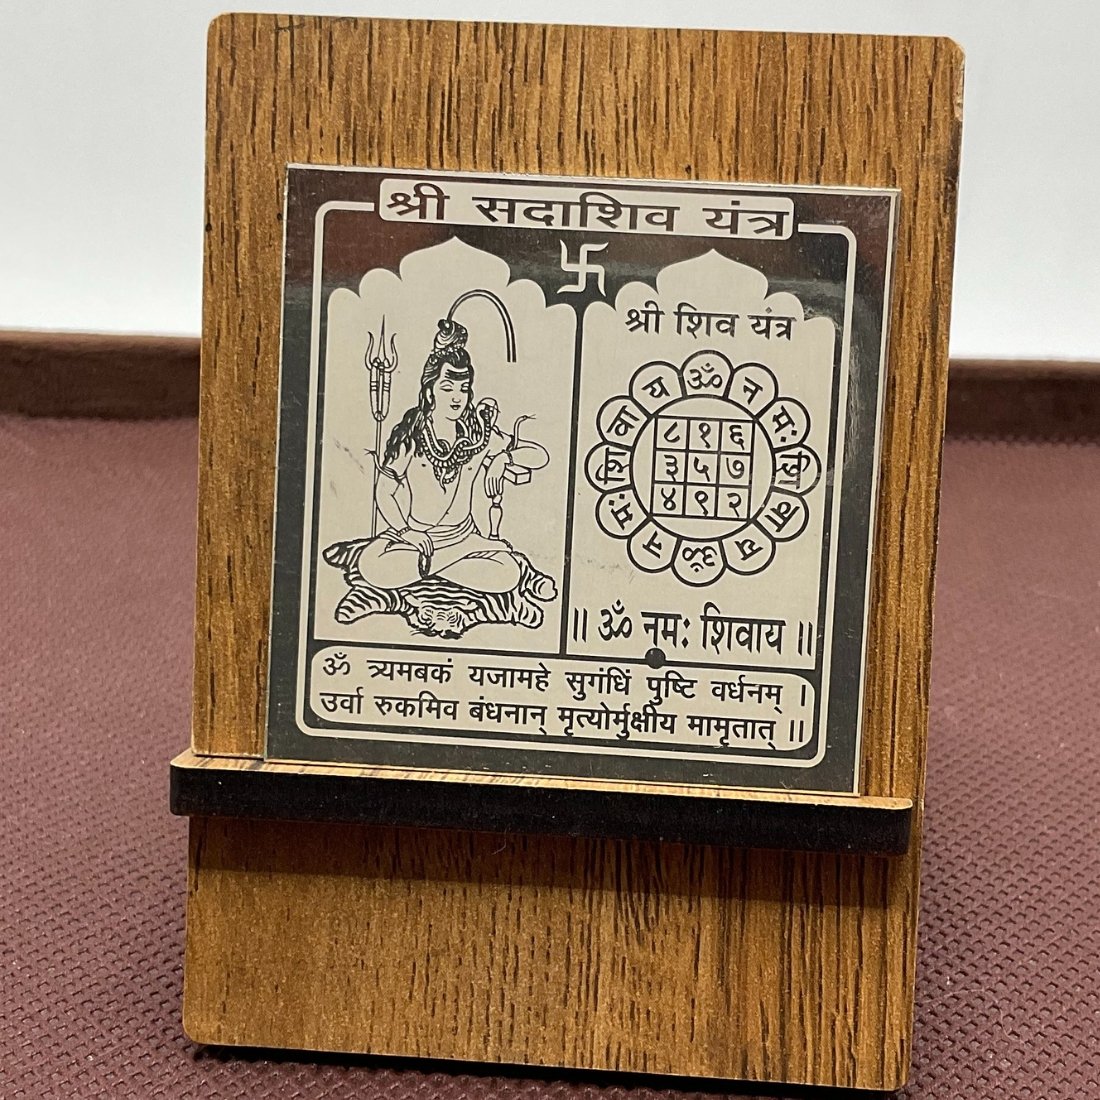 श्री सदाशिव यंत्र
श्री शिव यंत्र
ॐ न मः शि वा य ॐ न मः शि वा य
८ १ ६
३ ५ ७
४ ९ २
|| ॐ नमः शिवाय ||
ॐ त्र्यमबकं यजामहे सुगंधिं पुष्टि वर्धनम् ।
उर्वा रुकमिव बंधनान् मृत्योर्मुक्षीय मामृतात् ||